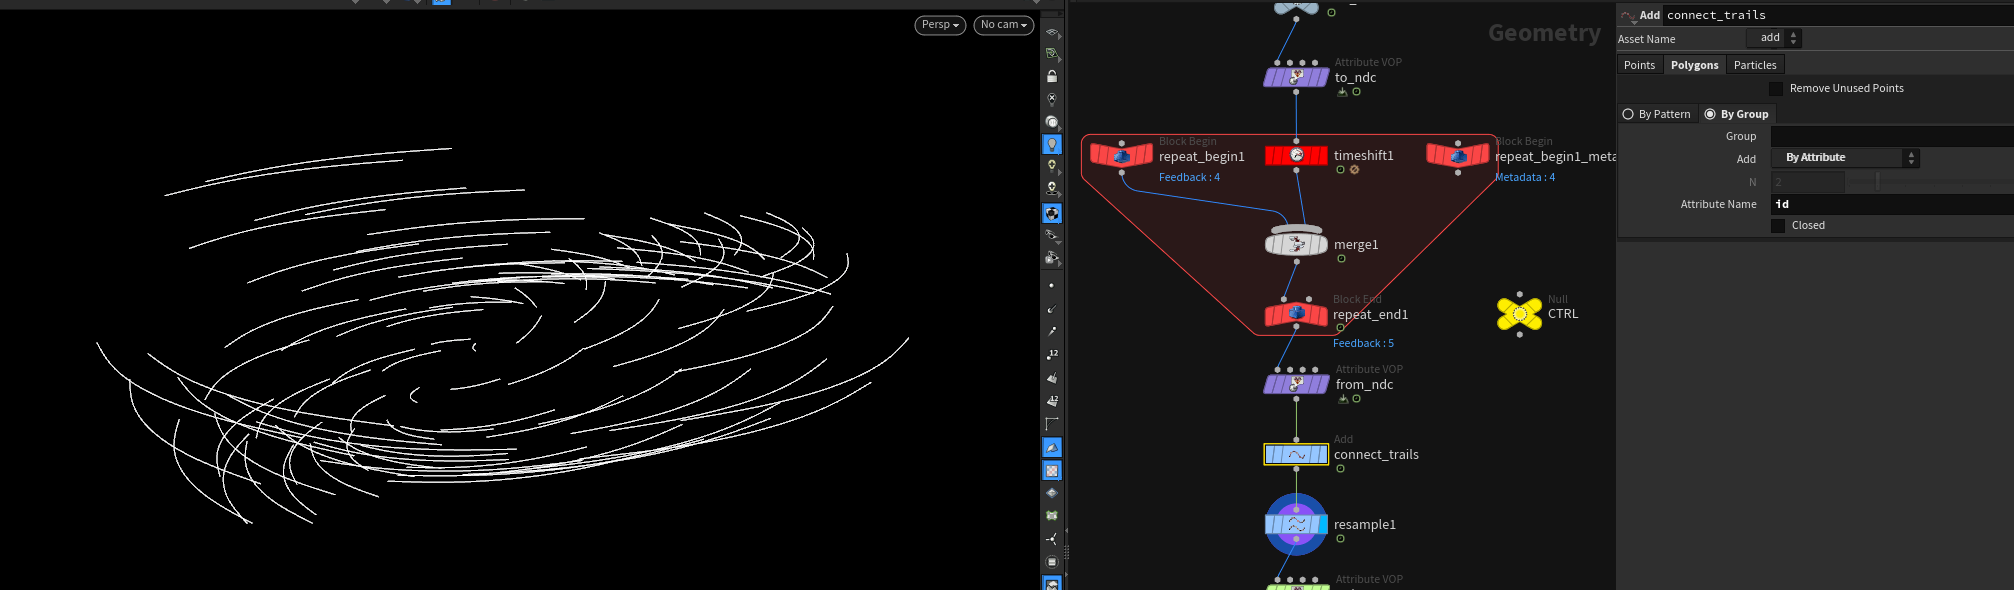 Persp
No cam
Geometry
Attribute VOP
to_ndc
Block Begin
repeat_begin1
Feedback : 4
timeshift1
Block Begin
repeat_begin1_meta
Metadata : 4
merge1
Block End
repeat_end1
Feedback : 5
Null
CTRL
Attribute VOP
from_ndc
Add
connect_trails
resample1
Attribute VOP
12
12
Add connect_trails
Asset Name add
Points Polygons Particles
Remove Unused Points
By Pattern By Group
Group
Add By Attribute
N 2
Attribute Name id
Closed